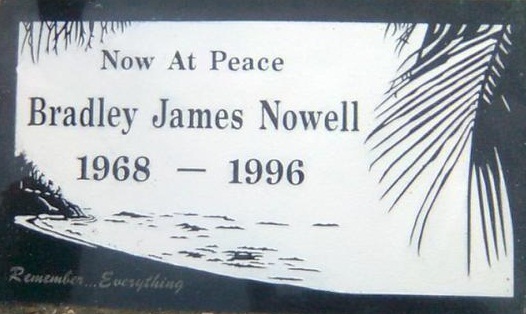 Now At Peace
Bradley James Nowell
1968 — 1996
Remember...Everything